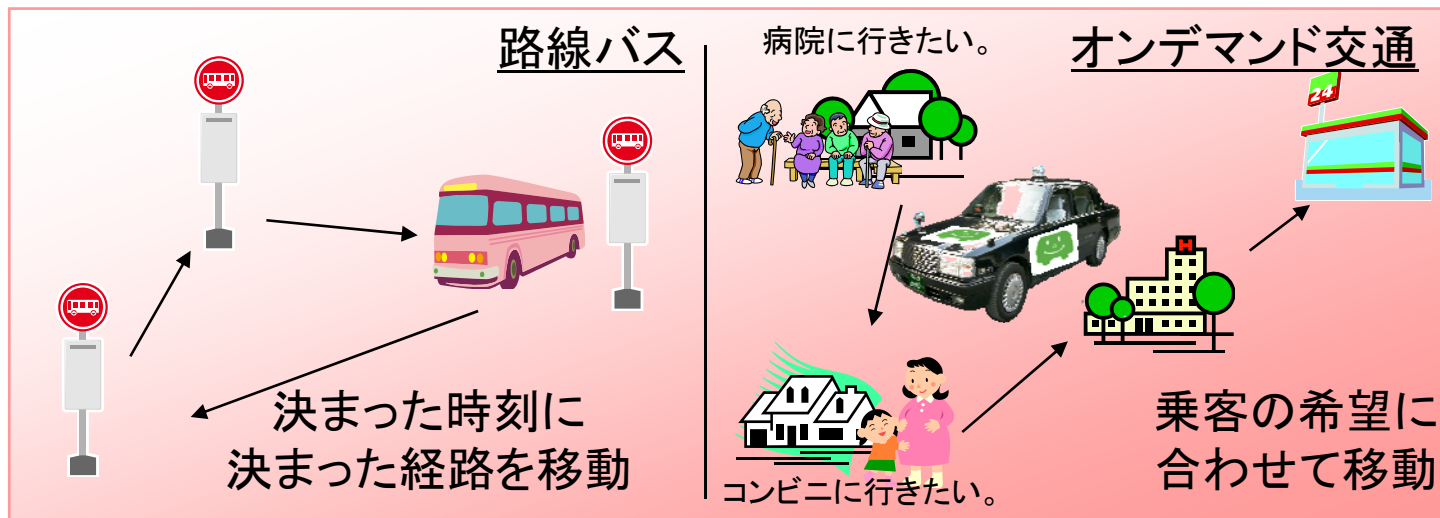 路線バス
決まった時刻に
決まった経路を移動
病院に行きたい。
オンデマンド交通
24
H
コンビニに行きたい。
乗客の希望に
合わせて移動